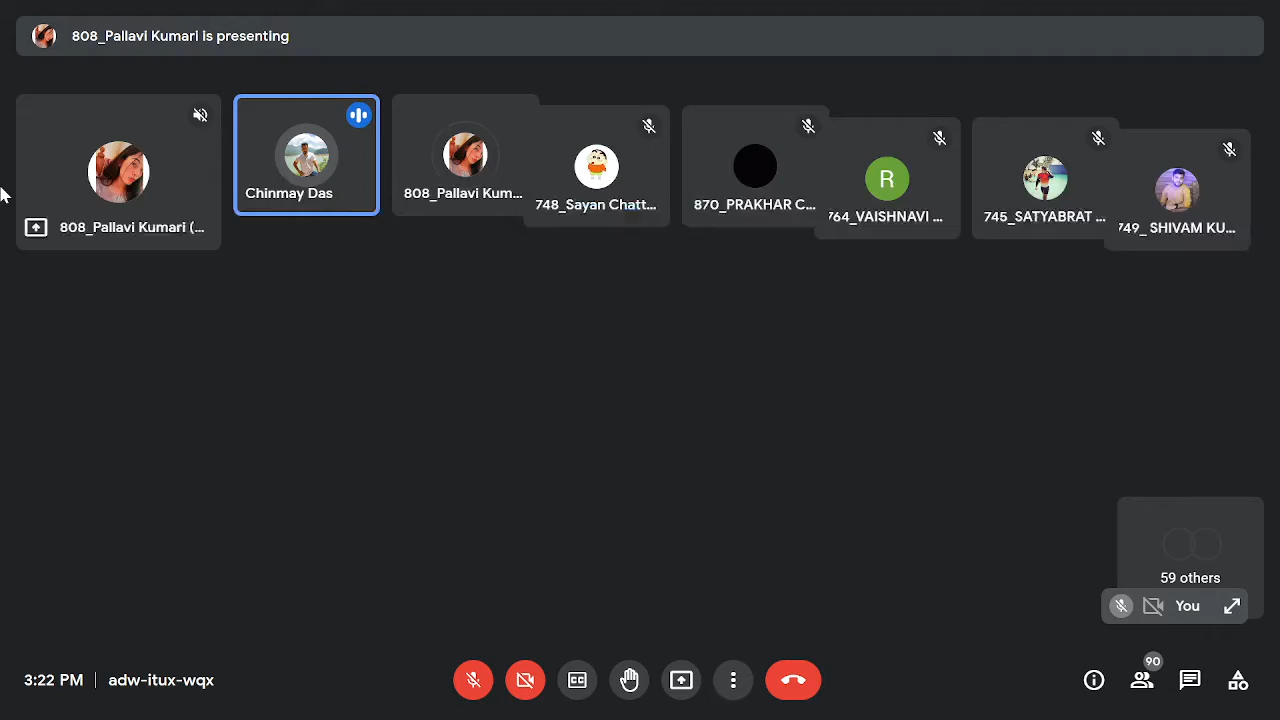 808_Pallavi Kumari is presenting
808_Pallavi Kumari (...
Chinmay Das
808_Pallavi Kum...
748_Sayan Chatt...
870_PRAKHAR C...
R
764_VAISHNAVI ...
745_SATYABRAT ...
749_ SHIVAM KU...
59 others
You
3:22 PM | adw-itux-wqx
CC
90